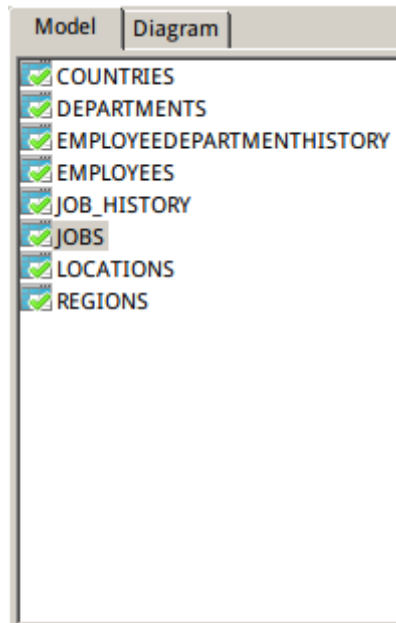 Model Diagram
COUNTRIES
DEPARTMENTS
EMPLOYEEDEPARTMENTHISTORY
EMPLOYEES
JOB_HISTORY
JOBS
LOCATIONS
REGIONS